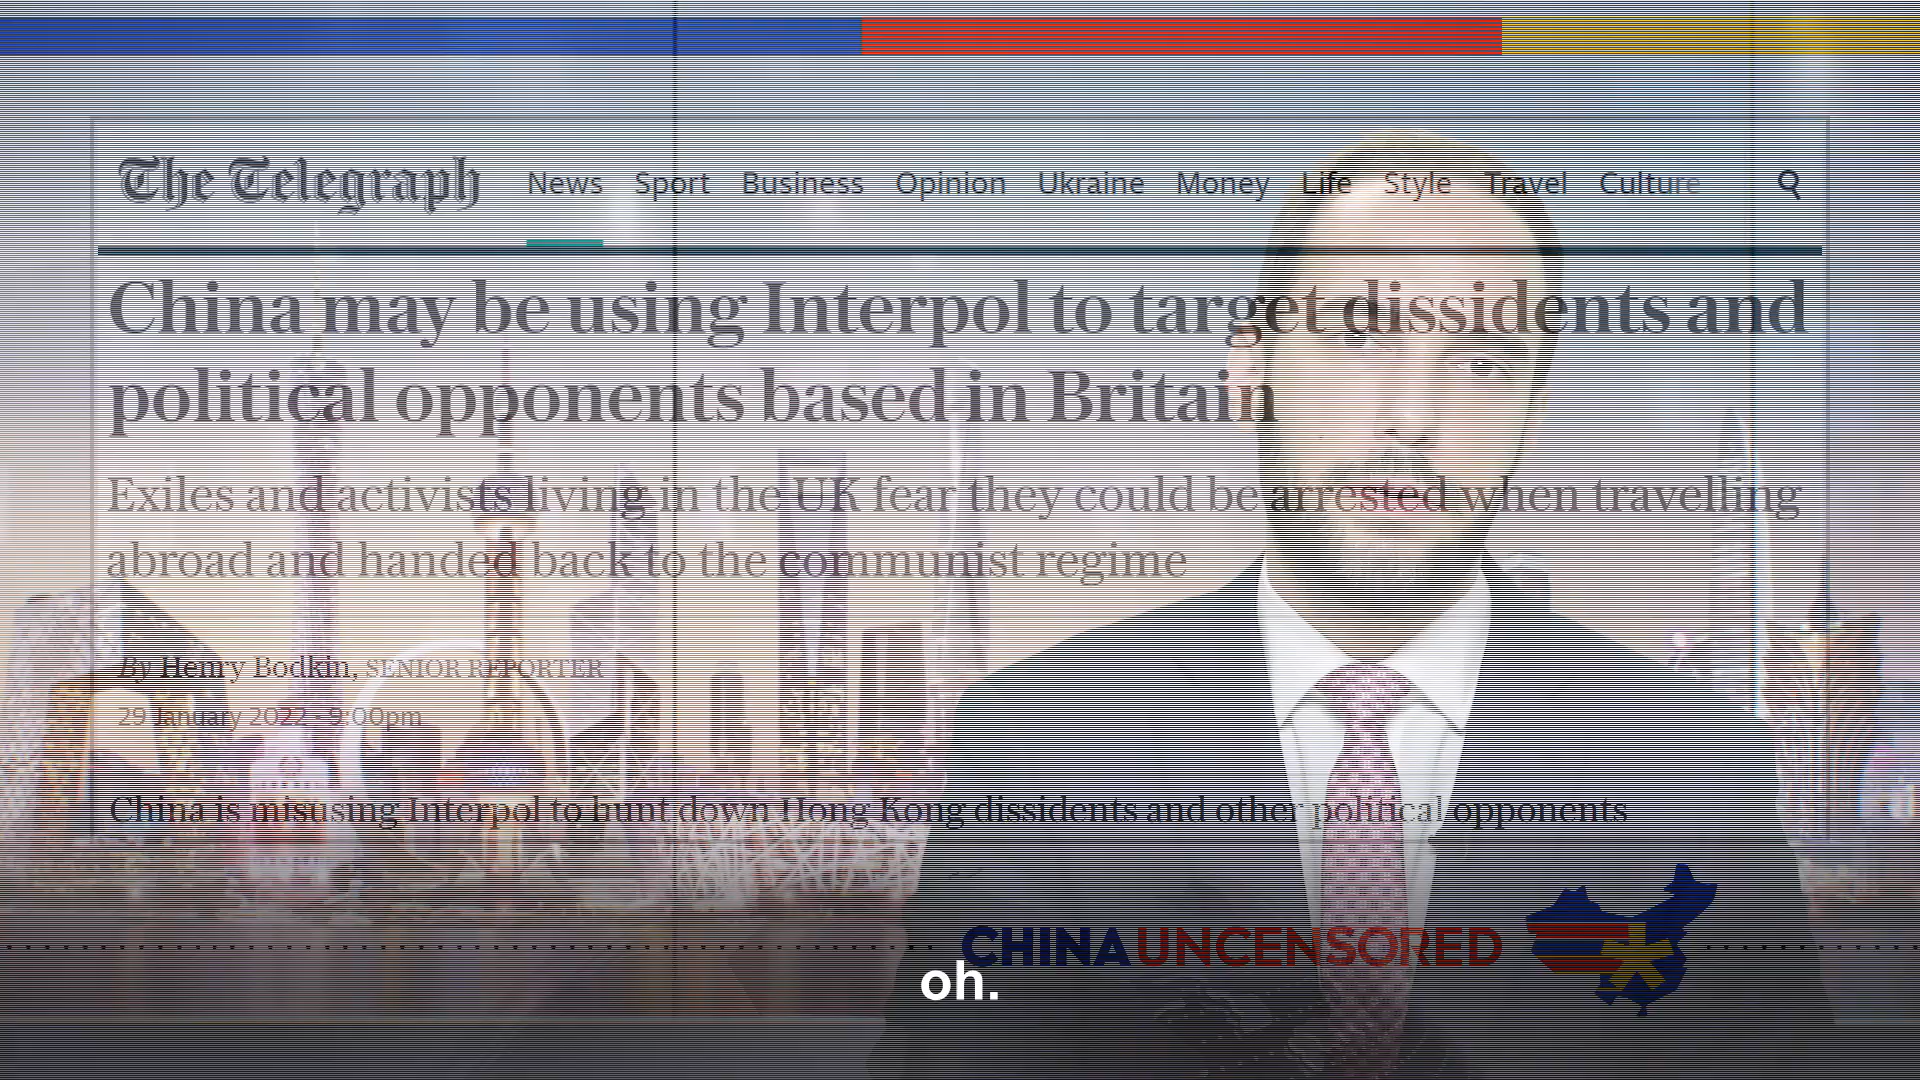 The Telegraph News Sport Business Opinion Ukraine Money Life Style Travel Culture
China may be using Interpol to target dissidents and
political opponents based in Britain
Exiles and activists living in the UK fear they could be arrested when travelling
abroad and handed back to the communist regime
By Henry Bodkin, SENIOR REPORTER
29 January 2022 • 9:00pm
China is misusing Interpol to hunt down Hong Kong dissidents and other political opponents
CHINA UNCENSORED
oh.